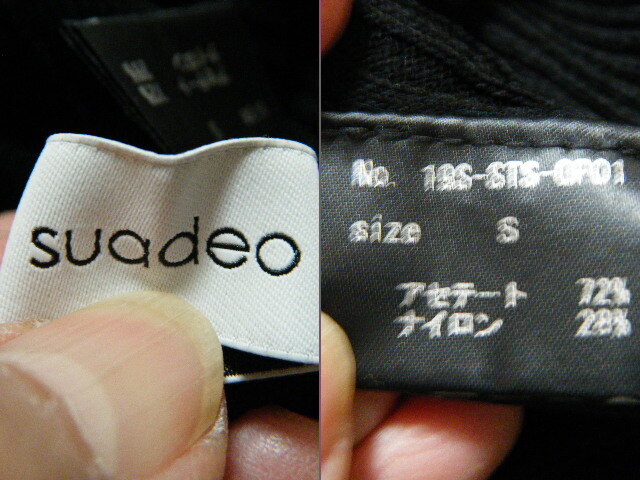 suadeo
No. 19S-STS-OP01
size S
アセテート 72%
ナイロン 28%